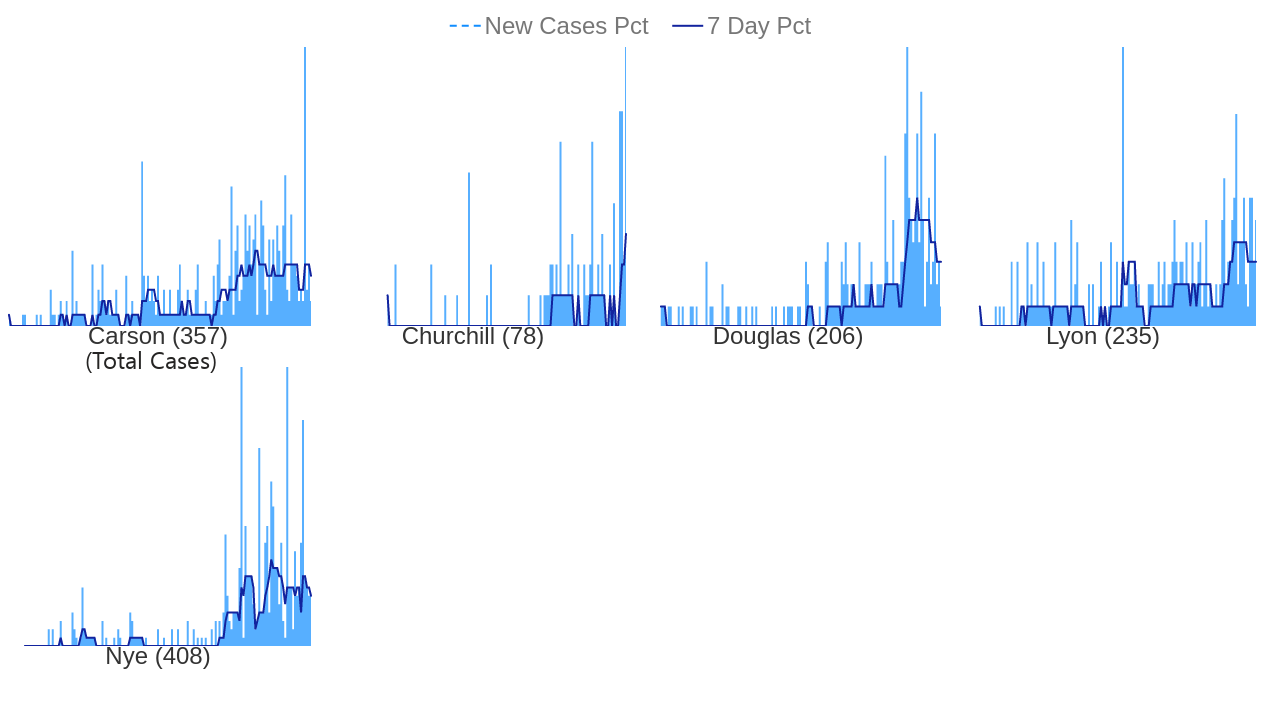 New Cases Pct 7 Day Pct
Carson (357) Churchill (78) Douglas (206) Lyon (235)
(Total Cases)
Nye (408)